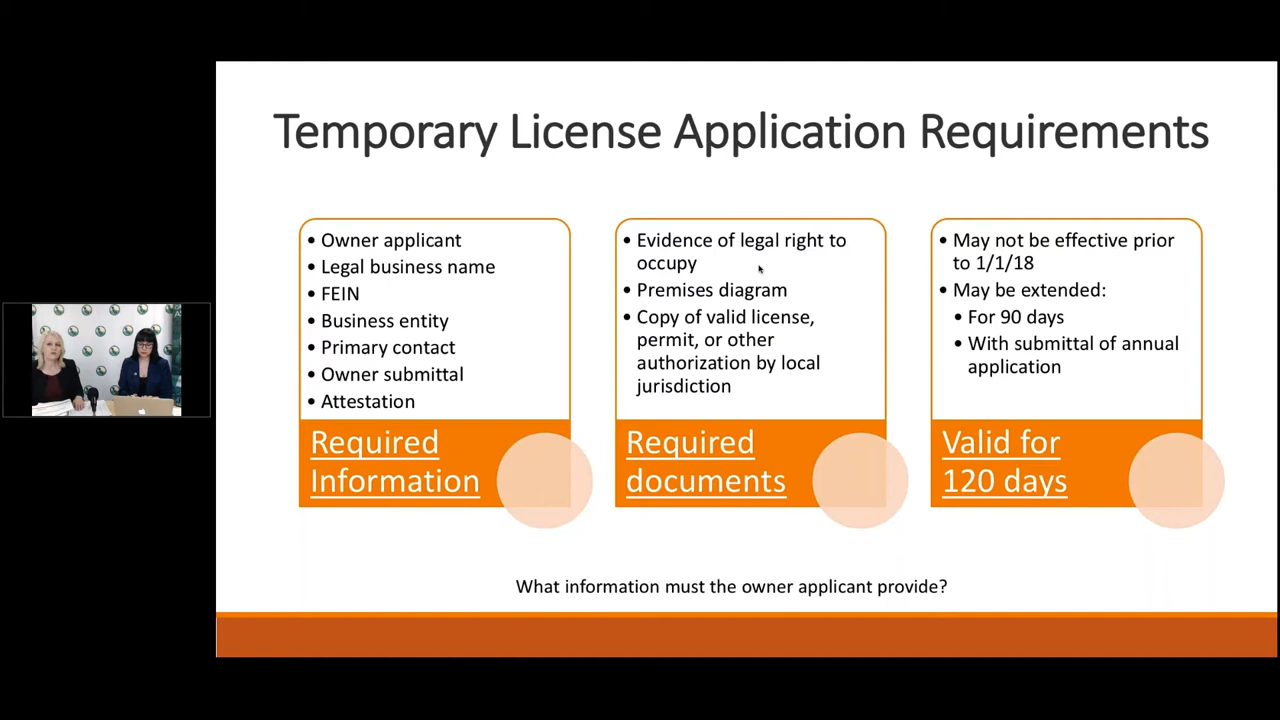 Temporary License Application Requirements
• Owner applicant
• Legal business name
• FEIN
• Business entity
• Primary contact
• Owner submittal
• Attestation
Required
Information
• Evidence of legal right to
occupy
• Premises diagram
• Copy of valid license,
permit, or other
authorization by local
jurisdiction
Required
documents
• May not be effective prior
to 1/1/18
• May be extended:
• For 90 days
• With submittal of annual
application
Valid for
120 days
What information must the owner applicant provide?